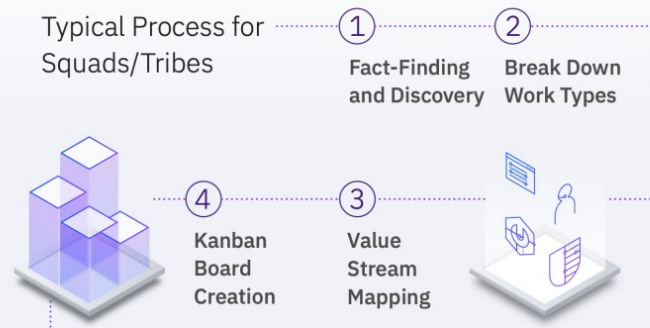 Typical Process for
Squads/Tribes
1
Fact-Finding
and Discovery
2
Break Down
Work Types
3
Value
Stream
Mapping
4
Kanban
Board
Creation